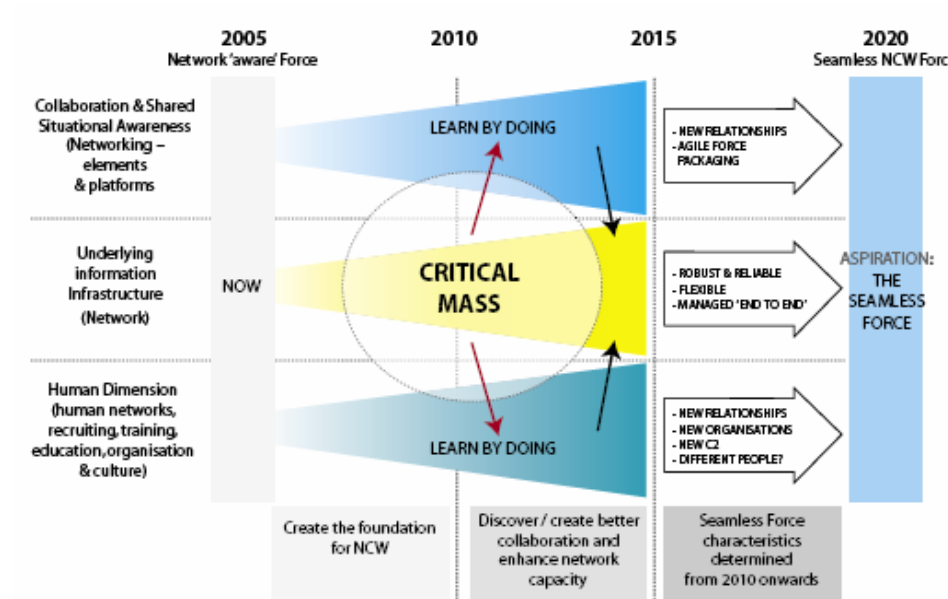 2005
Network 'aware' Force
2010
2015
2020
Seamless NCW Forc
Collaboration & Shared
Situational Awareness
(Networking –
elements
& platforms
LEARN BY DOING
- NEW RELATIONSHIPS
- AGILE FORCE
PACKAGING
Underlying
information
Infrastructure
(Network)
NOW
CRITICAL
MASS
- ROBUST & RELIABLE
- FLEXIBLE
- MANAGED 'END TO END'
ASPIRATION:
THE
SEAMLESS
FORCE
Human Dimension
(human networks,
recruiting, training,
education, organisation
& culture)
LEARN BY DOING
- NEW RELATIONSHIPS
- NEW ORGANISATIONS
- NEW C2
- DIFFERENT PEOPLE?
Create the foundation
for NCW
Discover / create better
collaboration and
enhance network
capacity
Seamless Force
characteristics
determined
from 2010 onwards